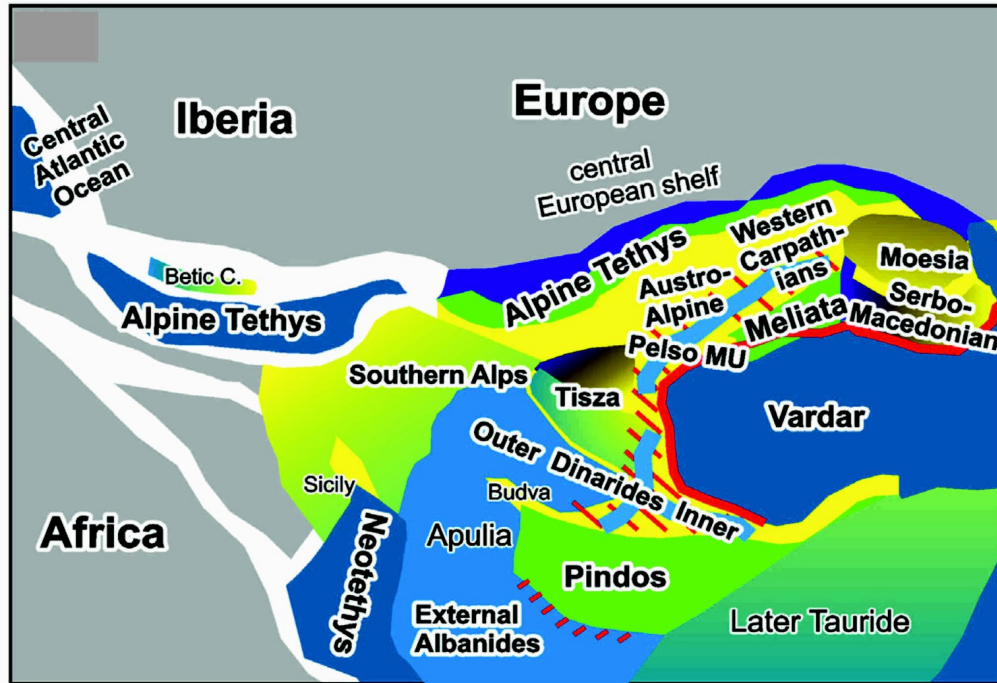 Iberia
Europe
Central
Atlantic
Ocean
central
European shelf
Betic C.
Alpine Tethys
Alpine Tethys
Western
Carpath-
ians
Austro-
Alpine
Moesia
Serbo-
Macedonian
Meliata
Pelso MU
Southern Alps
Tisza
Vardar
Outer Dinarides Inner
Sicily
Budva
Africa
Neotethys
Apulia
Pindos
External
Albanides
Later Tauride